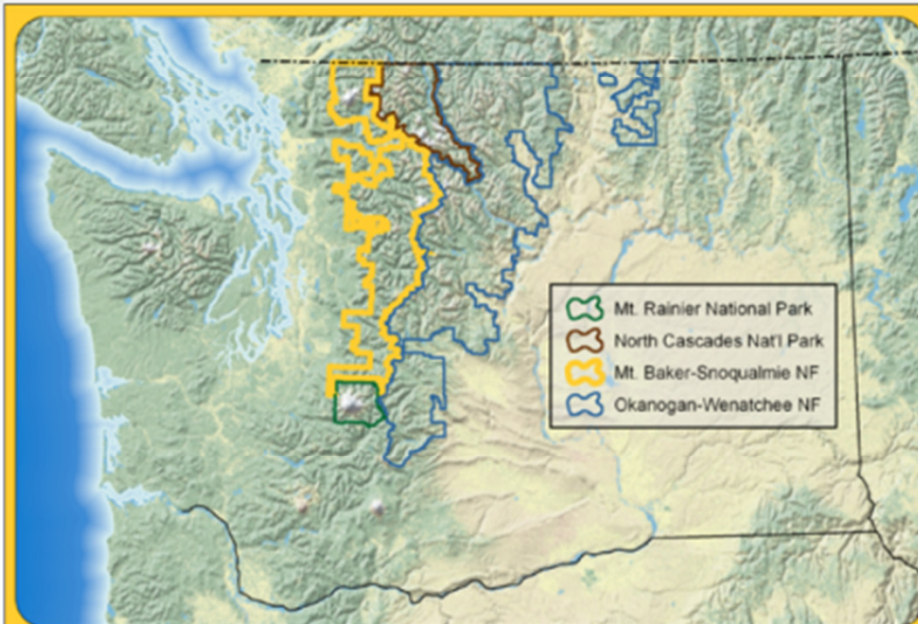 Mt. Rainier National Park
North Cascades Nat'l Park
Mt. Baker-Snoqualmie NF
Okanogan-Wenatchee NF